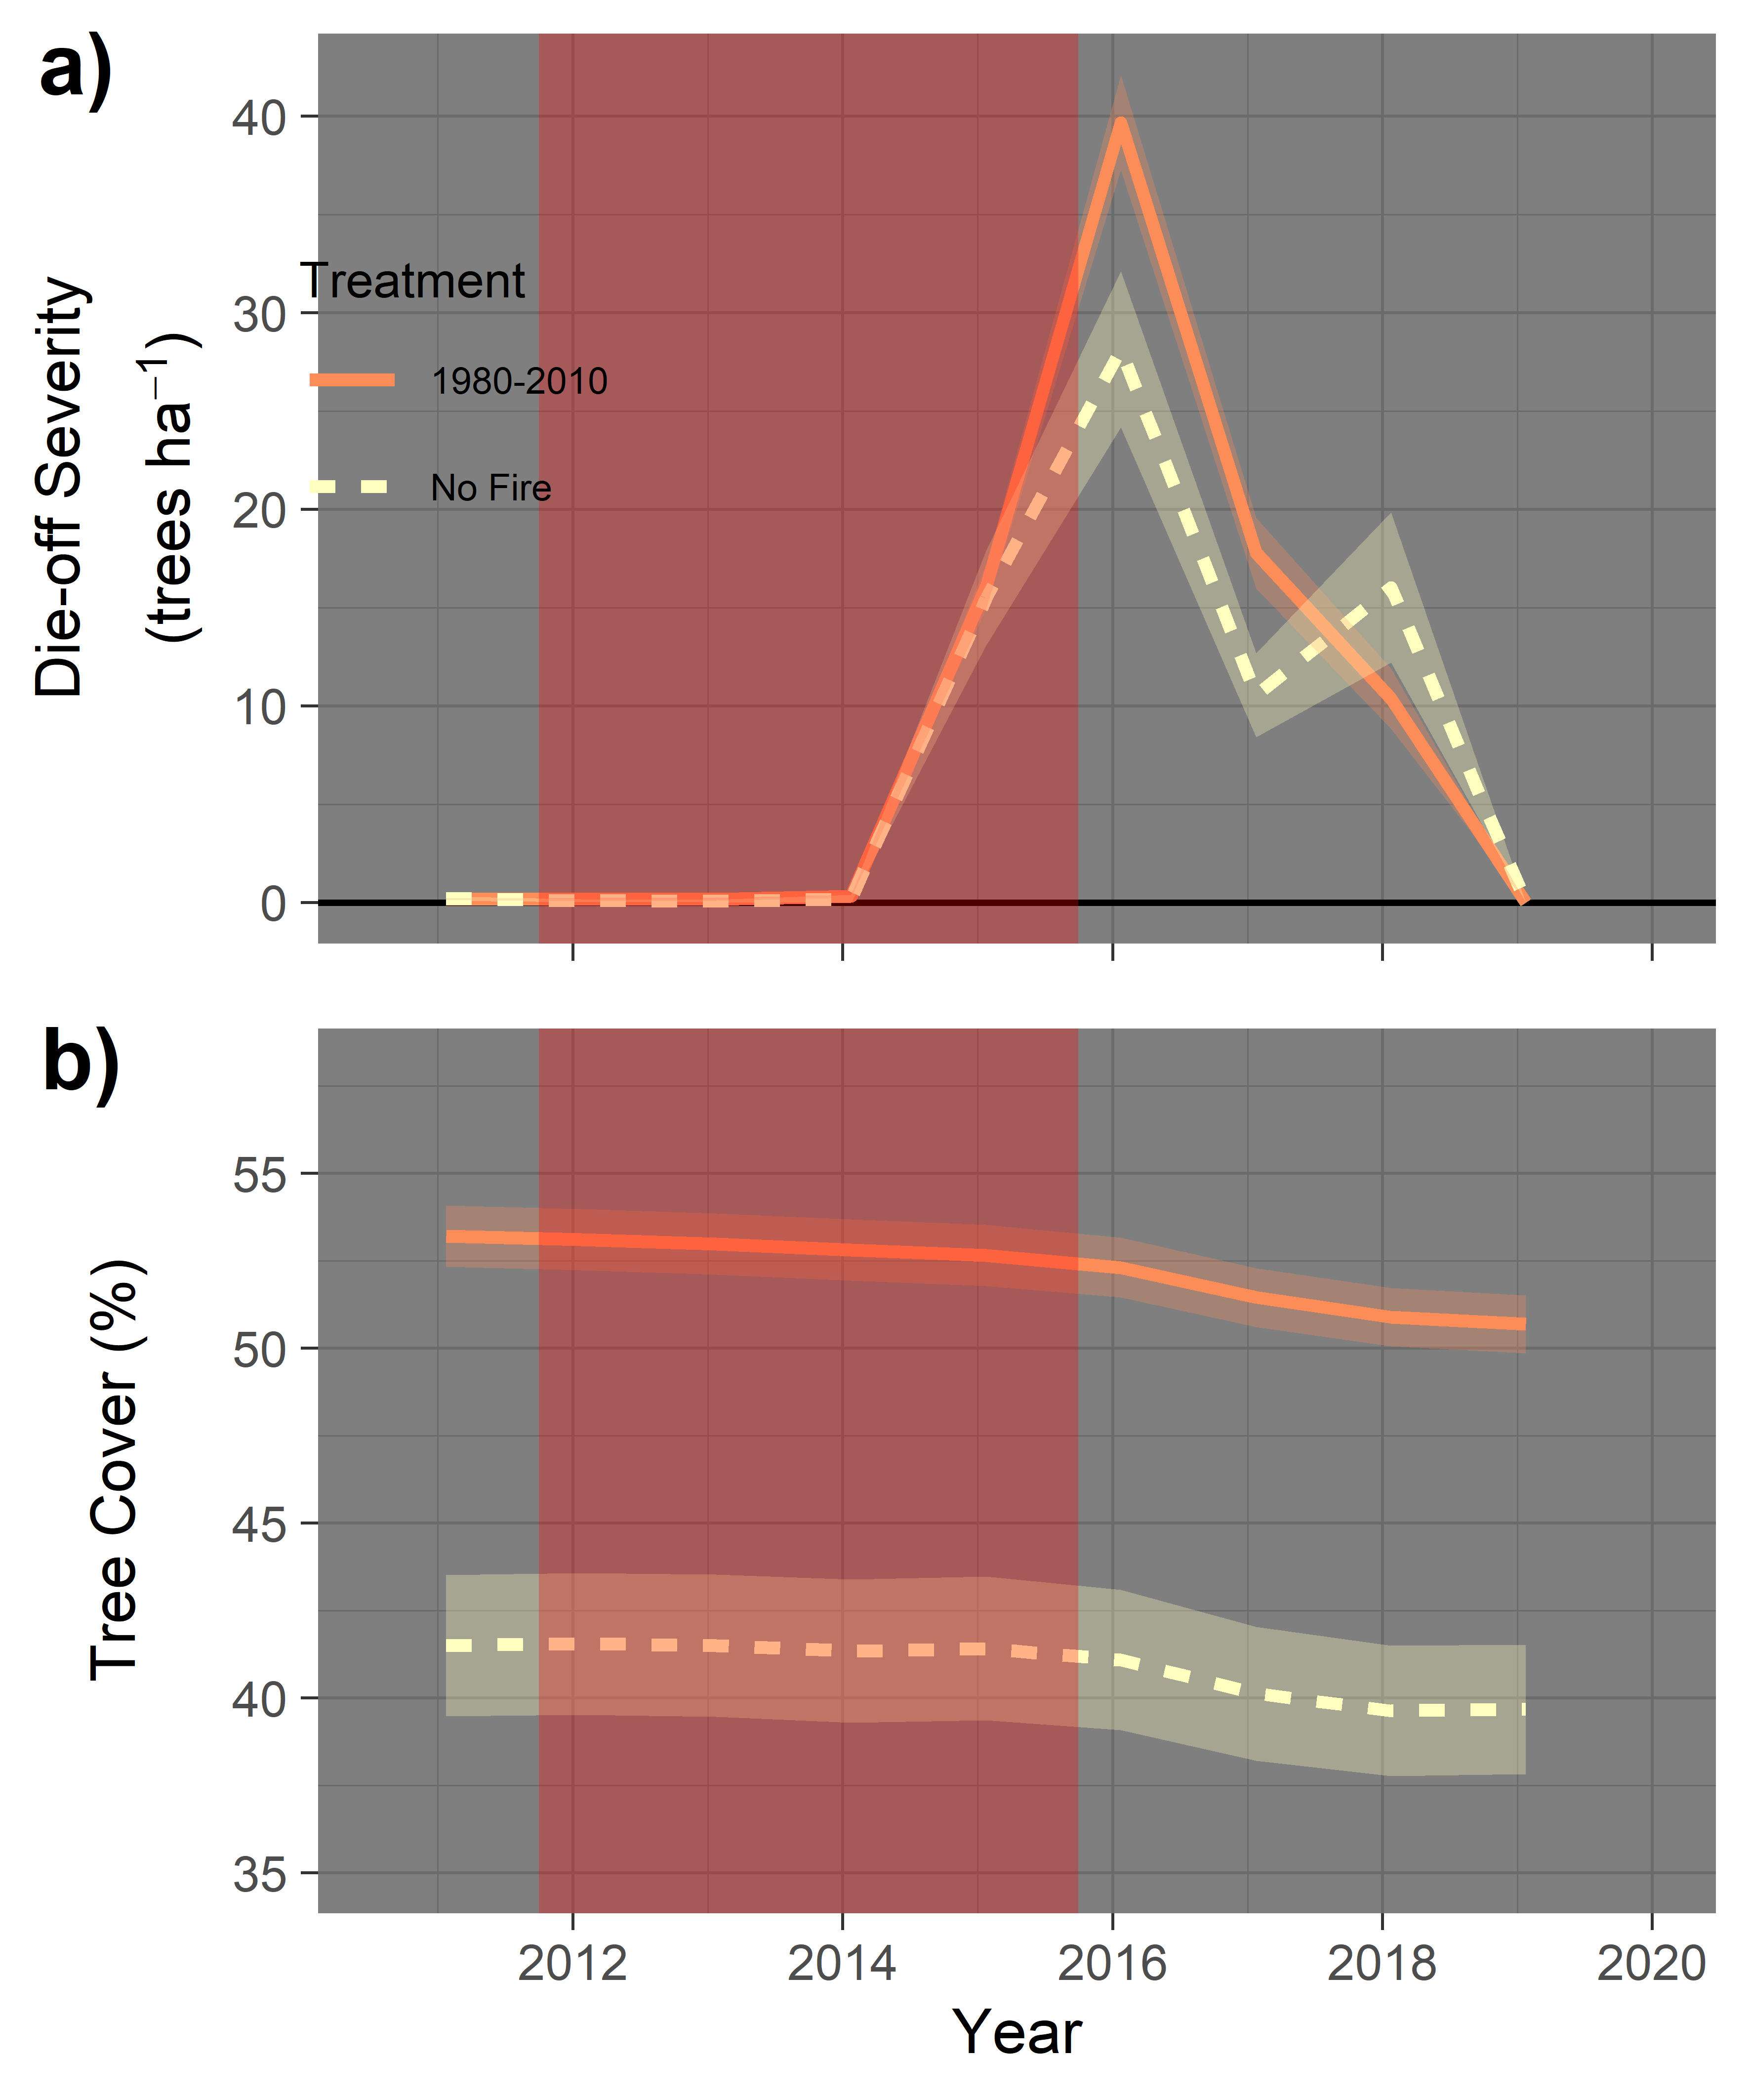 a)
Die-off Severity
(trees ha⁻¹)
40
30
20
10
0
Treatment
1980-2010
No Fire
b)
Tree Cover (%)
55
50
45
40
35
2012 2014 2016 2018 2020
Year